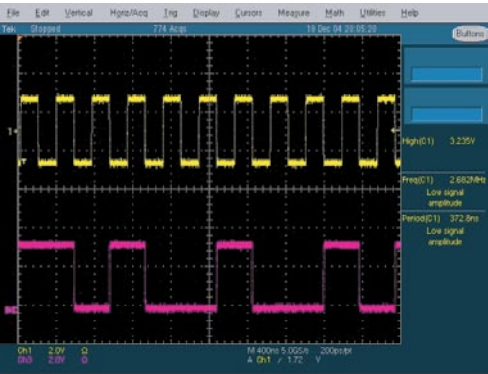 File Edit Vertical Horiz/Acq Trig Display Cursors Measure Math Utilities Help
Tek Stopped 774 Acqs 19 Dec 04 20:05:20 Buttons
High(C1) 3.235V
Freq(C1) 2.682MHz
Low signal
amplitude
Period(C1) 372.8ns
Low signal
amplitude
Ch1 2.0V Ω M 400ns 5.0GS/s 200ps/pt
Ch3 2.0V Ω A Ch1 / 1.72 V